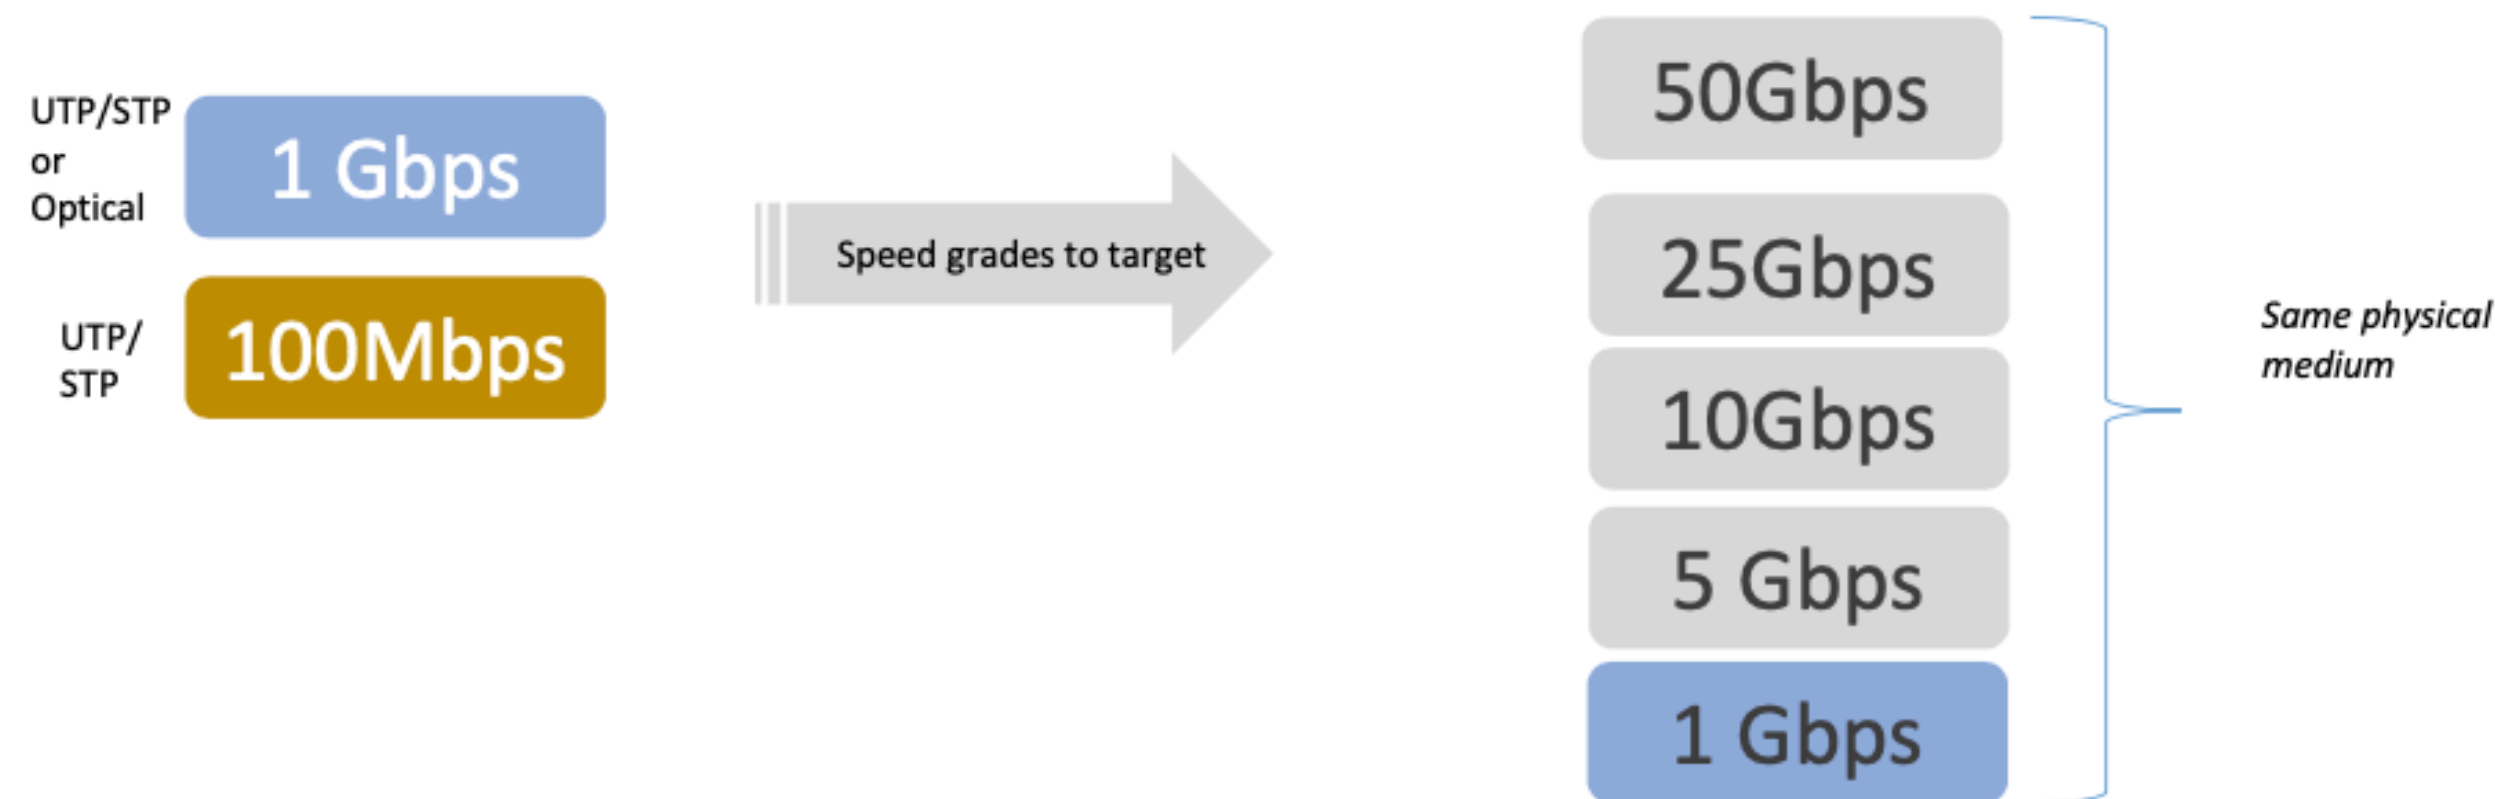 UTP/STP
or
Optical
1 Gbps
UTP/
STP
100Mbps
Speed grades to target
50Gbps
25Gbps
10Gbps
5 Gbps
1 Gbps
Same physical
medium